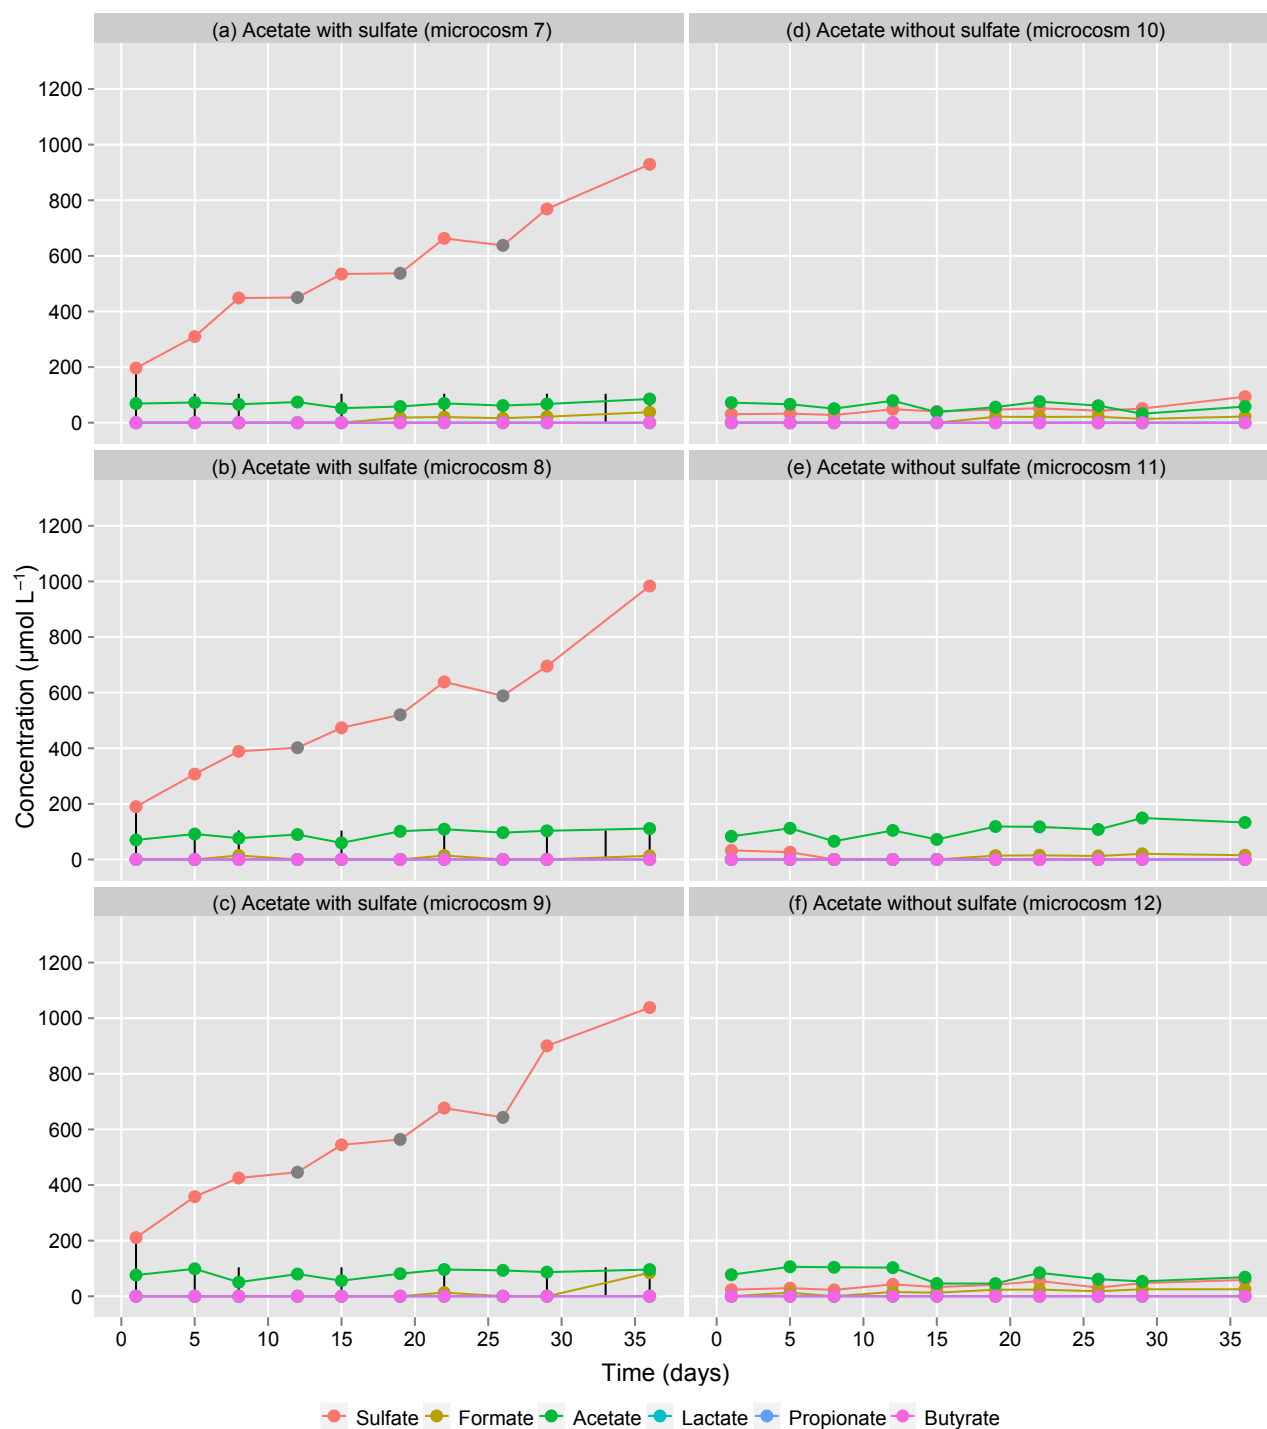 (a) Acetate with sulfate (microcosm 7)
(d) Acetate without sulfate (microcosm 10)
1200
1000
800
600
400
200
0
(b) Acetate with sulfate (microcosm 8)
(e) Acetate without sulfate (microcosm 11)
1200
1000
800
600
400
200
0
Concentration (µmol L⁻¹)
(c) Acetate with sulfate (microcosm 9)
(f) Acetate without sulfate (microcosm 12)
1200
1000
800
600
400
200
0
0 5 10 15 20 25 30 35
0 5 10 15 20 25 30 35
Time (days)
Sulfate Formate Acetate Lactate Propionate Butyrate